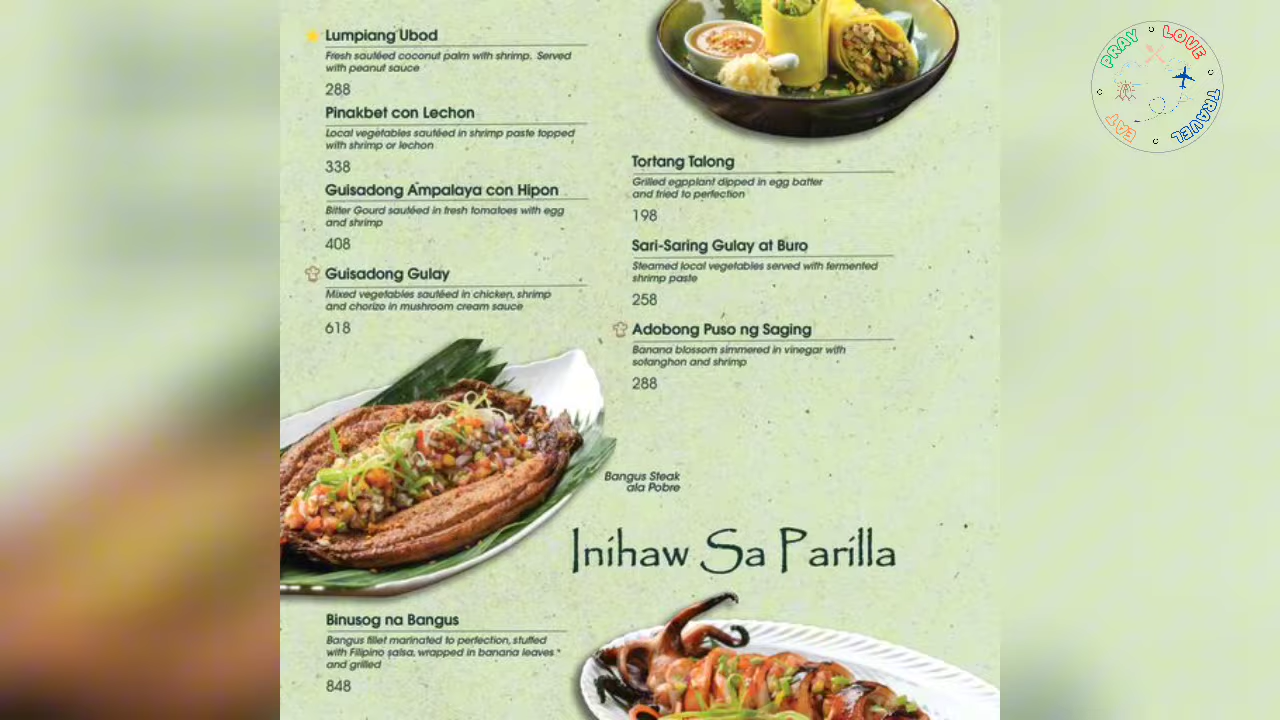 Lumpiang Ubod
Fresh sautéed coconut palm with shrimp. Served
with peanut sauce
288
Pinakbet con Lechon
Local vegetables sautéed in shrimp paste topped
with shrimp or lechon
338
Guisadong Ampalaya con Hipon
Bitter Gourd sautéed in fresh tomatoes with egg
and shrimp
408
Guisadong Gulay
Mixed vegetables sautéed in chicken, shrimp
and chorizo in mushroom cream sauce
618
Tortang Talong
Grilled egpplant dipped in egg batter
and fried to perfection
198
Sari-Saring Gulay at Buro
Steamed local vegetables served with fermented
shrimp paste
258
Adobong Puso ng Saging
Banana blossom simmered in vinegar with
sotanghon and shrimp
288
Bangus Steak
ala Pobre
Inihaw Sa Parilla
Binusog na Bangus
Bangus fillet marinated to perfection, stuffed
with Filipino salsa, wrapped in banana leaves
and grilled
848
PRAY LOVE
EAT TRAVEL